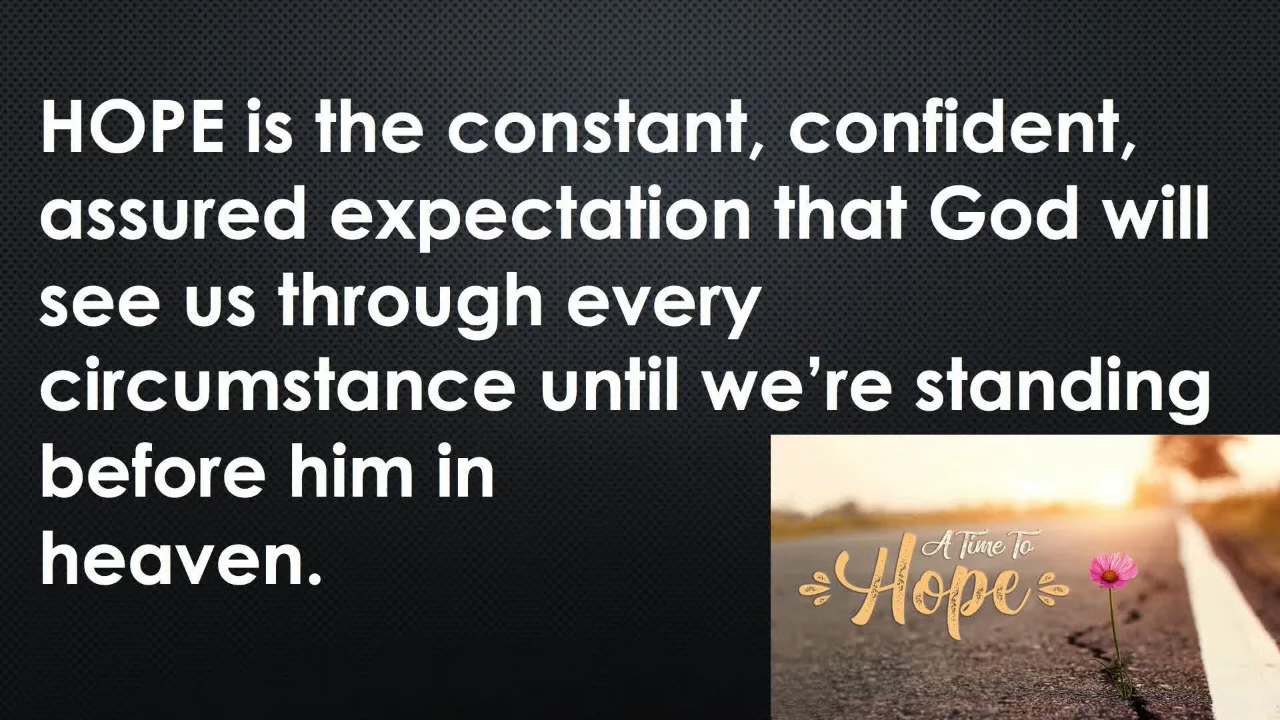 HOPE is the constant, confident,
assured expectation that God will
see us through every
circumstance until we’re standing
before him in
heaven.
A Time To
Hope